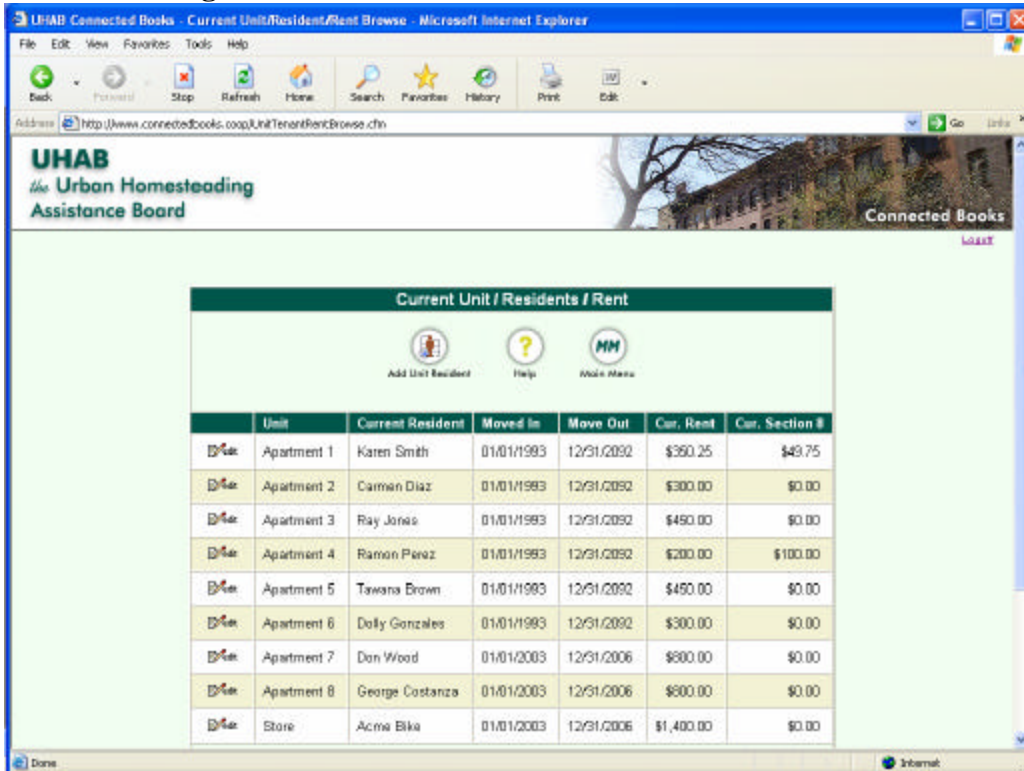 UHAB Connected Books - Current Unit/Resident/Rent Browse - Microsoft Internet Explorer
File Edit View Favorites Tools Help
Back Forward Stop Refresh Home Search Favorites History Print Edit
Address http://www.connectedbooks.coop/UnitTenantRentBrowse.cfm Go Links »
UHAB
the Urban Homesteading
Assistance Board
Connected Books
Logoff
Current Unit / Residents / Rent
? MM
Add Unit Resident Help Main Menu
Unit Current Resident Moved In Move Out Cur. Rent Cur. Section 8
Edit Apartment 1 Karen Smith 01/01/1993 12/31/2092 $350.25 $49.75
Edit Apartment 2 Carmen Diaz 01/01/1993 12/31/2092 $300.00 $0.00
Edit Apartment 3 Ray Jones 01/01/1993 12/31/2092 $450.00 $0.00
Edit Apartment 4 Ramon Perez 01/01/1993 12/31/2092 $200.00 $100.00
Edit Apartment 5 Tawana Brown 01/01/1993 12/31/2092 $450.00 $0.00
Edit Apartment 6 Dolly Gonzales 01/01/1993 12/31/2092 $300.00 $0.00
Edit Apartment 7 Don Wood 01/01/2003 12/31/2006 $800.00 $0.00
Edit Apartment 8 George Costanza 01/01/2003 12/31/2006 $0.00
Edit Store Acme Bike 01/01/2003 12/31/2006 $1,400.00 $0.00
Done Internet